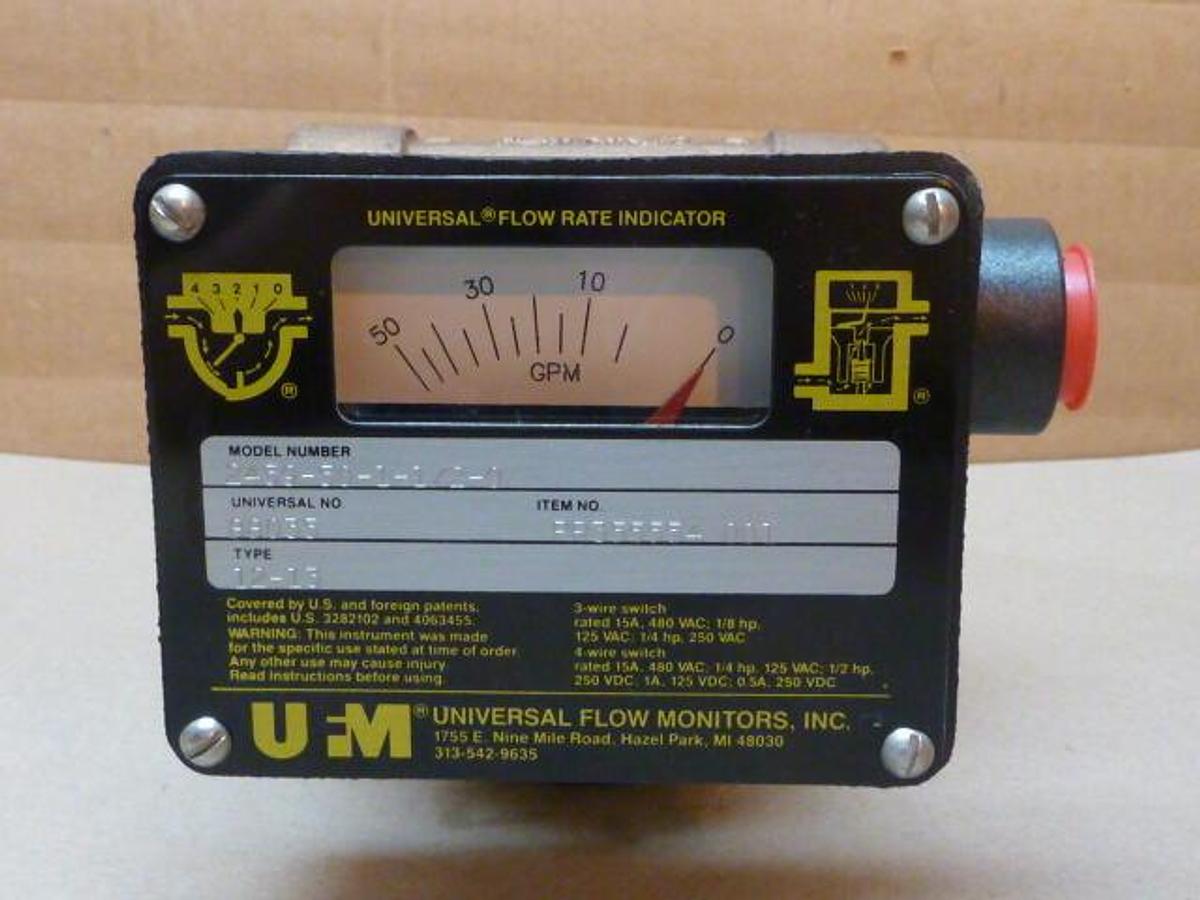 UNIVERSAL® FLOW RATE INDICATOR
4 3 2 1 0
®
50 30 10 0
GPM
®
MODEL NUMBER
UNIVERSAL NO
ITEM NO.
TYPE
12-15
Covered by U.S. and foreign patents,
includes U.S. 3282102 and 4063455.
WARNING: This instrument was made
for the specific use stated at time of order.
Any other use may cause injury
Read Instructions before using.
3-wire switch
rated 15A, 480 VAC; 1/8 hp,
125 VAC; 1/4 hp, 250 VAC
4-wire switch
rated 15A, 480 VAC; 1/4 hp, 125 VAC; 1/2 hp,
250 VDC, 1A, 125 VDC; 0.5A, 250 VDC
UFM® UNIVERSAL FLOW MONITORS, INC.
1755 E. Nine Mile Road, Hazel Park, MI 48030
313-542-9635